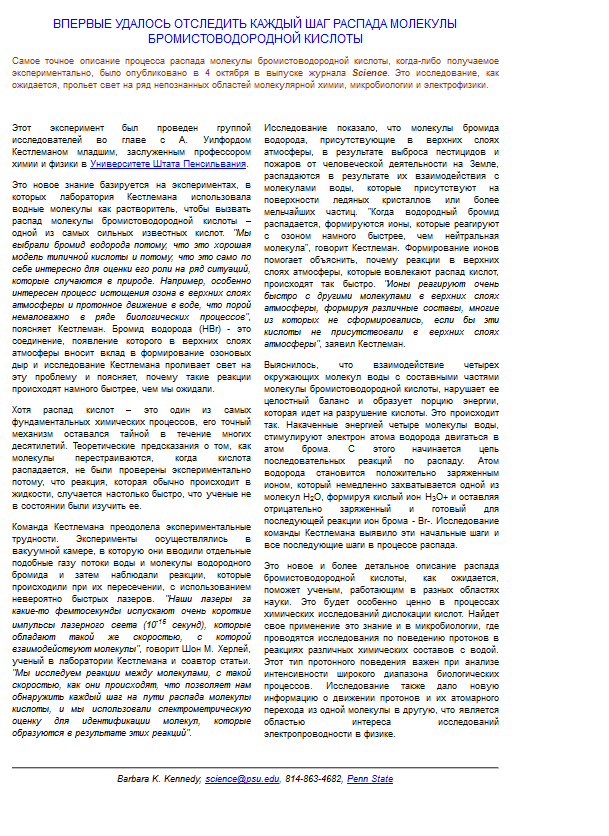 ВПЕРВЫЕ УДАЛОСЬ ОТСЛЕДИТЬ КАЖДЫЙ ШАГ РАСПАДА МОЛЕКУЛЫ
БРОМИСТОВОДОРОДНОЙ КИСЛОТЫ
Самое точное описание процесса распада молекулы бромистоводородной кислоты, когда-либо получаемое
экспериментально, было опубликовано в 4 октября в выпуске журнала Science. Это исследование, как
ожидается, прольет свет на ряд непознанных областей молекулярной химии, микробиологии и электрофизики.
Этот эксперимент был проведен группой
исследователей во главе с А. Уилфордом
Кестлеманом младшим, заслуженным профессором
химии и физики в Университете Штата Пенсильвания.
Это новое знание базируется на экспериментах, в
которых лаборатория Кестлемана использовала
водные молекулы как растворитель, чтобы вызвать
распад молекулы бромистоводородной кислоты –
одной из самых сильных известных кислот. "Мы
выбрали бромид водорода потому, что это хорошая
модель типичной кислоты и потому, что это само по
себе интересно для оценки его роли на ряд ситуаций,
которые случаются в природе. Например, особенно
интересен процесс истощения озона в верхних слоях
атмосферы и протонное движение в воде, что порой
немаловажно в ряде биологических процессов",
поясняет Кестлеман. Бромид водорода (HBr) - это
соединение, появление которого в верхних слоях
атмосферы вносит вклад в формирование озоновых
дыр и исследование Кестлемана проливает свет на
эту проблему и поясняет, почему такие реакции
происходят намного быстрее, чем мы ожидали.
Хотя распад кислот – это один из самых
фундаментальных химических процессов, его точный
механизм оставался тайной в течение многих
десятилетий. Теоретические предсказания о том, как
молекулы перестраиваются, когда кислота
распадается, не были проверены экспериментально
потому, что реакция, которая обычно происходит в
жидкости, случается настолько быстро, что ученые не
в состоянии были изучить ее.
Команда Кестлемана преодолела экспериментальные
трудности. Эксперименты осуществлялись в
вакуумной камере, в которую они вводили отдельные
подобные газу потоки воды и молекулы водородного
бромида и затем наблюдали реакции, которые
происходили при их пересечении, с использованием
невероятно быстрых лазеров. "Наши лазеры за
какие-то фемтосекунды испускают очень короткие
импульсы лазерного света (10⁻¹⁵ секунд), которые
обладают такой же скоростью, с которой
взаимодействуют молекулы", говорит Шон М. Херлей,
ученый в лаборатории Кестлемана и соавтор статьи.
"Мы исследуем реакции между молекулами, с такой
скоростью, как они происходят, что позволяет нам
обнаружить каждый шаг на пути распада молекулы
кислоты, и мы использовали спектрометрическую
оценку для идентификации молекул, которые
образуются в результате этих реакций".
Исследование показало, что молекулы бромида
водорода, присутствующие в верхних слоях
атмосферы, в результате выброса пестицидов и
пожаров от человеческой деятельности на Земле,
распадаются в результате их взаимодействия с
молекулами воды, которые присутствуют на
поверхности ледяных кристаллов или более
мельчайших частиц. "Когда водородный бромид
распадается, формируются ионы, которые реагируют
с озоном намного быстрее, чем нейтральная
молекула", говорит Кестлеман. Формирование ионов
помогает объяснить, почему реакции в верхних
слоях атмосферы, которые вовлекают распад кислот,
происходят так быстро. "Ионы реагируют очень
быстро с другими молекулами в верхних слоях
атмосферы, формируя различные составы, многие
из которых не сформировались, если бы эти
кислоты не присутствовали в верхних слоях
атмосферы", заявил Кестлеман.
Выяснилось, что взаимодействие четырех
окружающих молекул воды с составными частями
молекулы бромистоводородной кислоты, нарушает ее
целостный баланс и образует порцию энергии,
которая идет на разрушение кислоты. Это происходит
так. Накаченные энергией четыре молекулы воды,
стимулируют электрон атома водорода двигаться в
атом брома. С этого начинается цепь
последовательных реакций по распаду. Атом
водорода становится положительно заряженным
ионом, который немедленно захватывается одной из
молекул H₂O, формируя кислый ион H₃O+ и оставляя
отрицательно заряженный и готовый для
последующей реакции ион брома - Br-. Исследование
команды Кестлемана выявило эти начальные шаги и
все последующие шаги в процессе распада.
Это новое и более детальное описание распада
бромистоводородной кислоты, как ожидается,
поможет ученым, работающим в разных областях
науки. Это будет особенно ценно в процессах
химических исследований дислокации кислот. Найдет
свое применение это знание и в микробиологии, где
проводятся исследования по поведению протонов в
реакциях различных химических составов с водой.
Этот тип протонного поведения важен при анализе
интенсивности широкого диапазона биологических
процессов. Исследование также дало новую
информацию о движении протонов и их атомарного
перехода из одной молекулы в другую, что является
областью интереса исследований
электропроводности в физике.
Barbara K. Kennedy, science@psu.edu, 814-863-4682, Penn State